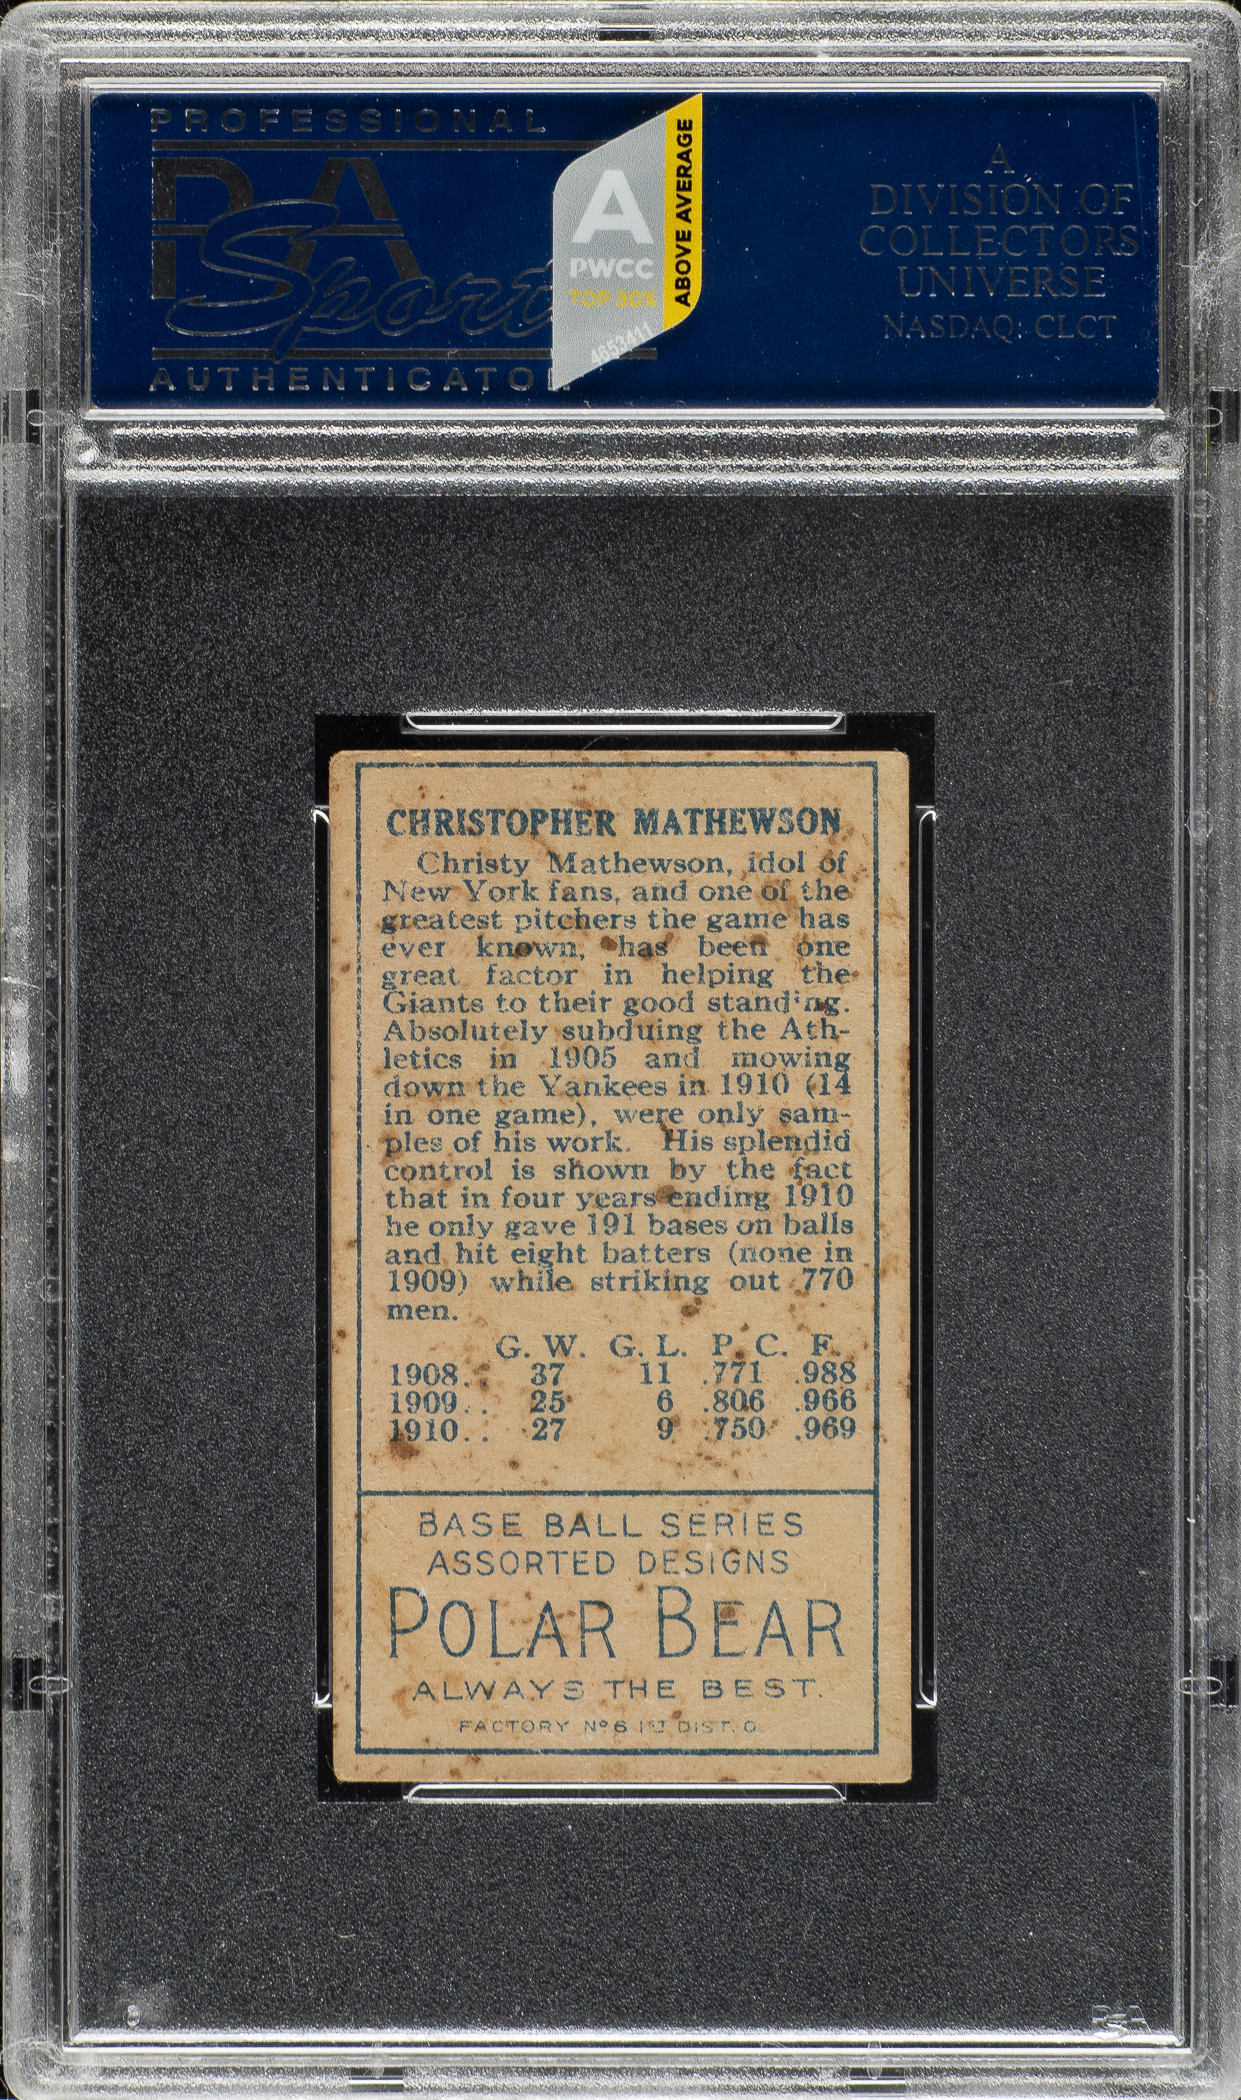 PROFESSIONAL
PSA
Sports
AUTHENTICATOR
A
PWCC
TOP 30%
ABOVE AVERAGE
A
DIVISION OF
COLLECTORS
UNIVERSE
NASDAQ: CLCT
CHRISTOPHER MATHEWSON
Christy Mathewson, idol of
New York fans, and one of the
greatest pitchers the game has
ever known, has been one
great factor in helping the
Giants to their good standing.
Absolutely subduing the Ath-
letics in 1905 and mowing
down the Yankees in 1910 (14
in one game), were only sam-
ples of his work. His splendid
control is shown by the fact
that in four years ending 1910
he only gave 191 bases on balls
and hit eight batters (none in
1909) while striking out 770
men.
G. W. G. L. P. C. F.
1908.. 37 11 .771 .988
1909.. 25 6 .806 .966
1910.. 27 9 .750 .969
BASE BALL SERIES
ASSORTED DESIGNS
POLAR BEAR
ALWAYS THE BEST.
FACTORY Nº 6 1ST DIST. O.
PSA